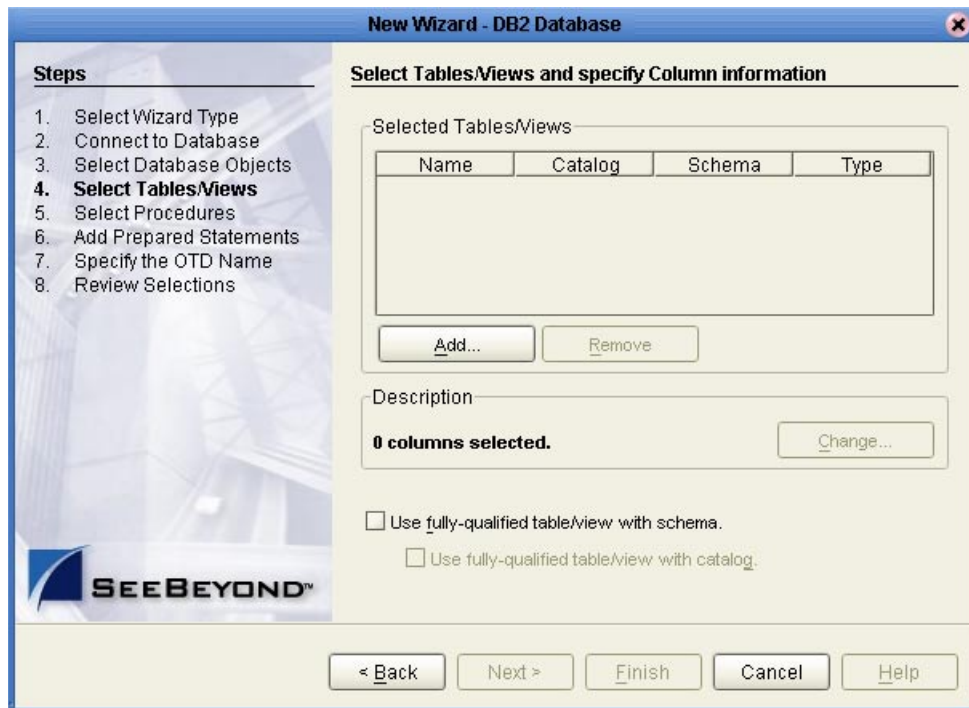 New Wizard - DB2 Database
Steps
1. Select Wizard Type
2. Connect to Database
3. Select Database Objects
4. Select Tables/Views
5. Select Procedures
6. Add Prepared Statements
7. Specify the OTD Name
8. Review Selections
SEEBEYOND™
Select Tables/Views and specify Column information
Selected Tables/Views
Name Catalog Schema Type
Add... Remove
Description
0 columns selected. Change...
Use fully-qualified table/view with schema.
Use fully-qualified table/view with catalog.
< Back Next > Finish Cancel Help